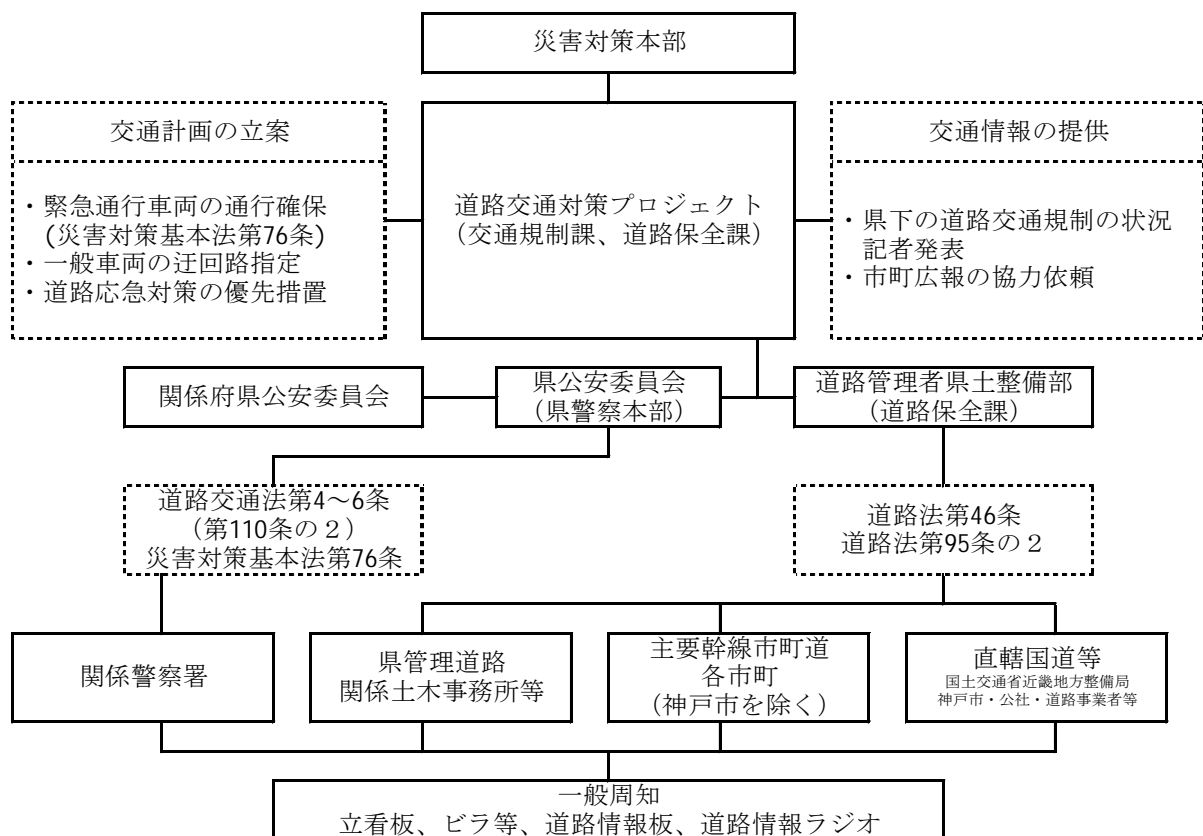 災害対策本部
交通計画の立案
・緊急通行車両の通行確保
(災害対策基本法第76条)
・一般車両の迂回路指定
・道路応急対策の優先措置
道路交通対策プロジェクト
(交通規制課、道路保全課)
交通情報の提供
・県下の道路交通規制の状況
記者発表
・市町広報の協力依頼
関係府県公安委員会
県公安委員会
(県警察本部)
道路管理者県土整備部
(道路保全課)
道路交通法第4～6条
(第110条の２)
災害対策基本法第76条
道路法第46条
道路法第95条の２
関係警察署
県管理道路
関係土木事務所等
主要幹線市町道
各市町
(神戸市を除く)
直轄国道等
国土交通省近畿地方整備局
神戸市・公社・道路事業者等
一般周知
立看板、ビラ等、道路情報板、道路情報ラジオ